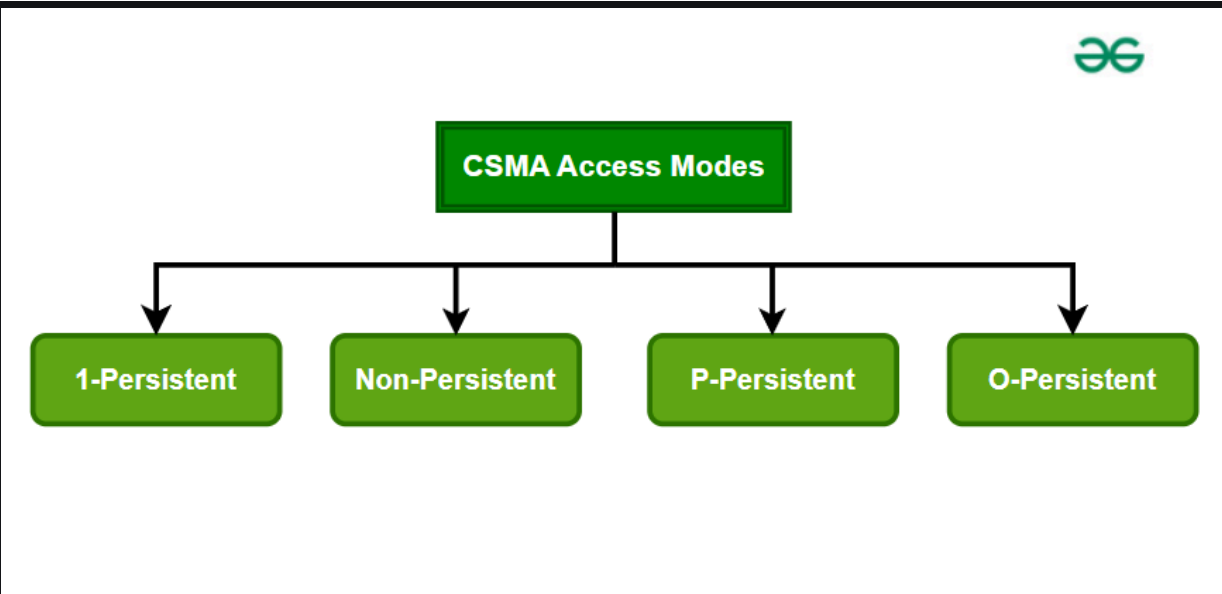 CSMA Access Modes
1-Persistent
Non-Persistent
P-Persistent
O-Persistent